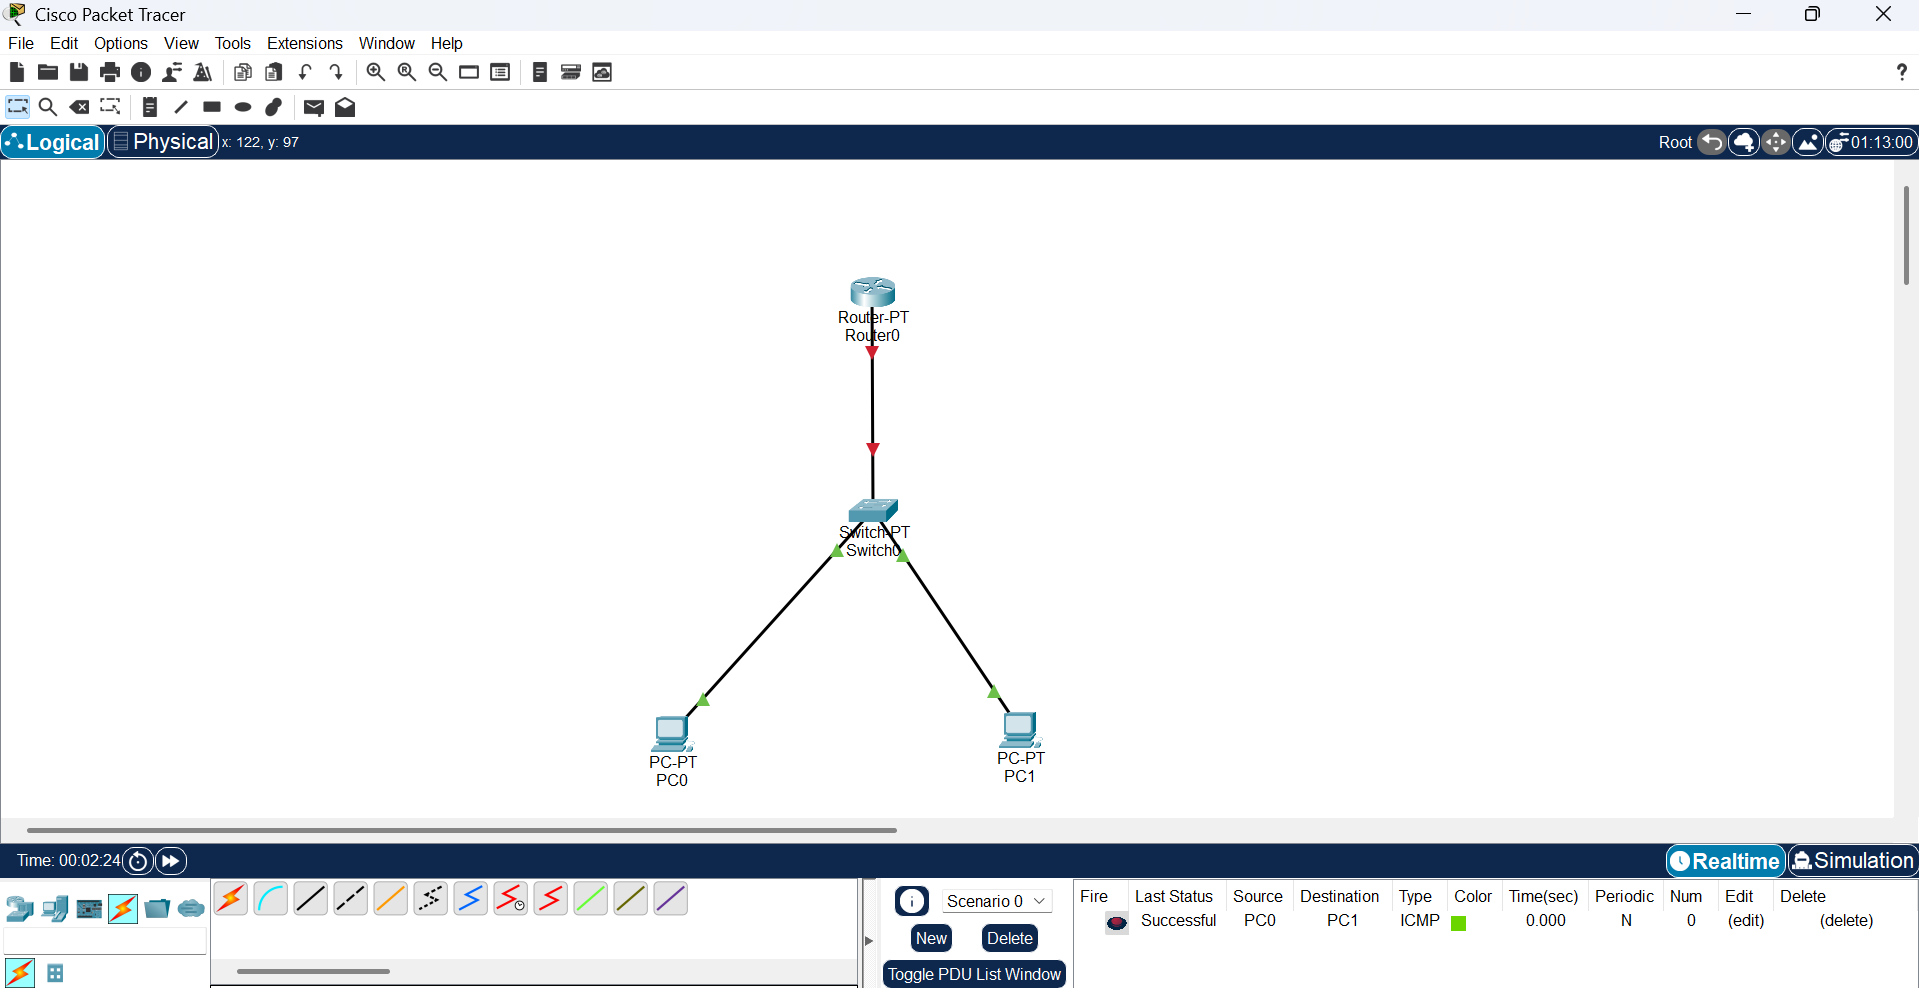 Cisco Packet Tracer
File Edit Options View Tools Extensions Window Help
?
Logical Physical x: 122, y: 97 Root 01:13:00
Router-PT
Router0
Switch-PT
Switch0
PC-PT
PC0
PC-PT
PC1
Time: 00:02:24 Realtime Simulation
Scenario 0
New Delete
Toggle PDU List Window
Fire Last Status Source Destination Type Color Time(sec) Periodic Num Edit Delete
Successful PC0 PC1 ICMP 0.000 N 0 (edit) (delete)